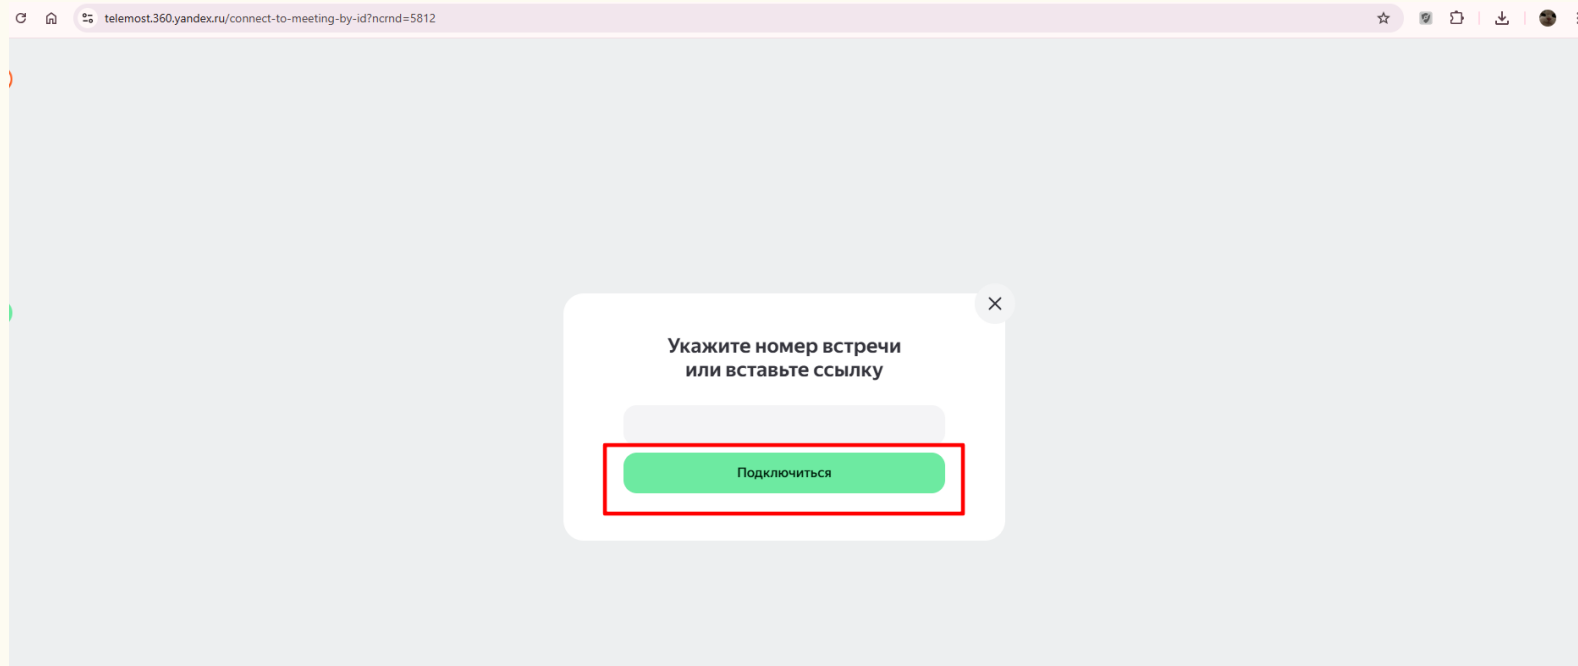 telemost.360.yandex.ru/connect-to-meeting-by-id?ncrnd=5812
Укажите номер встречи
или вставьте ссылку
Подключиться